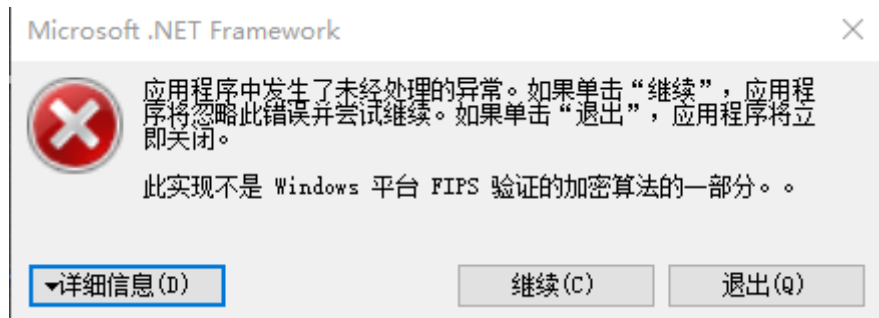 Microsoft .NET Framework
应用程序中发生了未经处理的异常。如果单击“继续”，应用程
序将忽略此错误并尝试继续。如果单击“退出”，应用程序将立
即关闭。
此实现不是 Windows 平台 FIPS 验证的加密算法的一部分。。
详细信息(D)
继续(C)
退出(Q)